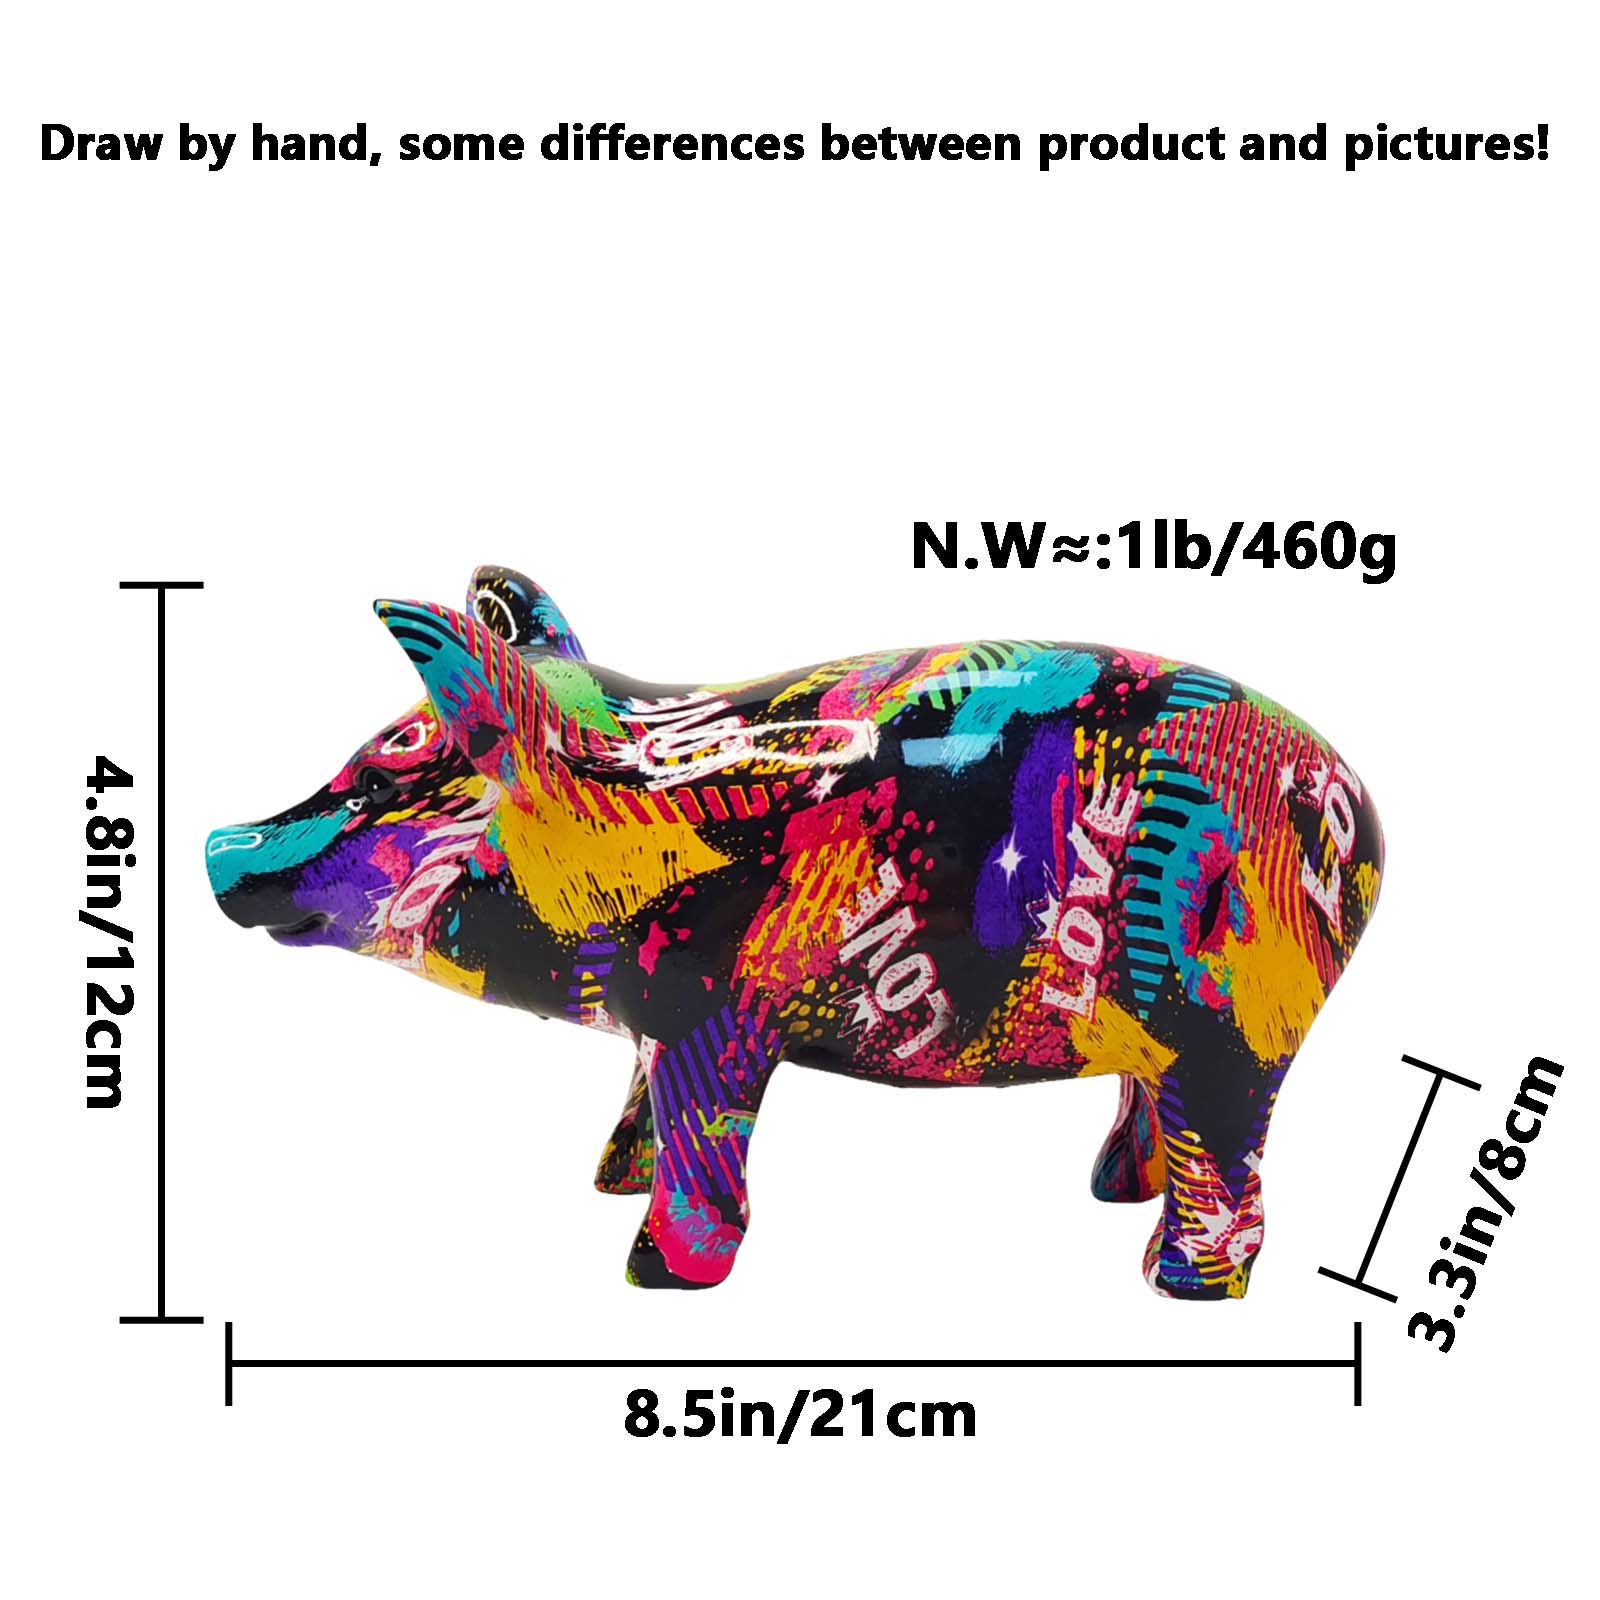 Draw by hand, some differences between product and pictures!
N.W≈:1lb/460g
4.8in/12cm
LOVE
LOVE
3.3in/8cm
8.5in/21cm